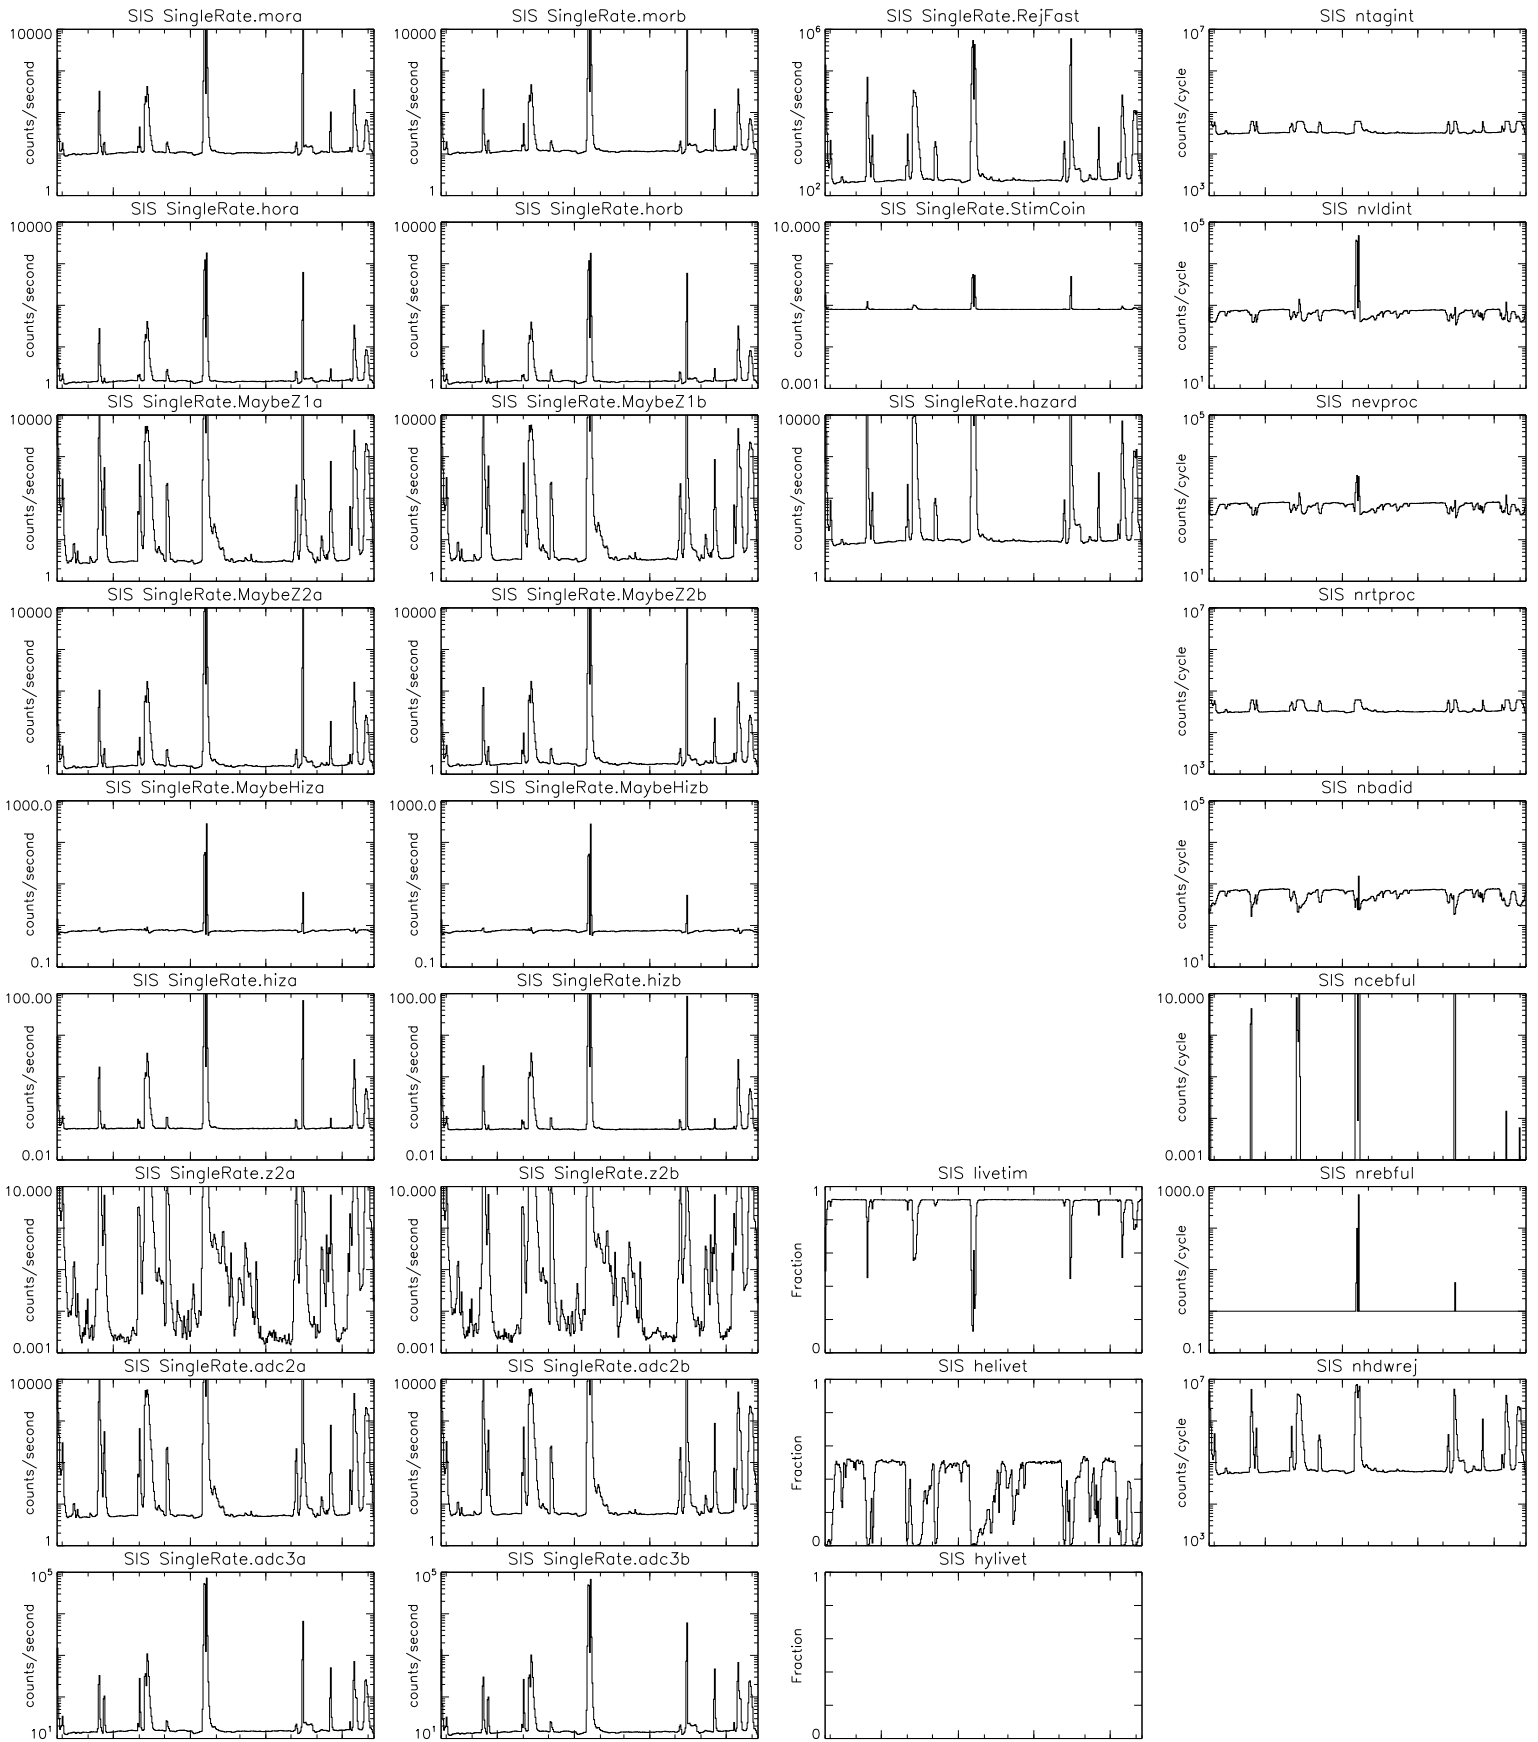 SIS SingleRate.mora
10000
counts/second
1
SIS SingleRate.morb
10000
counts/second
1
SIS SingleRate.RejFast
10⁶
counts/second
10²
SIS ntagint
10⁷
counts/cycle
10³
SIS SingleRate.hora
10000
counts/second
1
SIS SingleRate.horb
10000
counts/second
1
SIS SingleRate.StimCoin
10.000
counts/second
0.001
SIS nvldint
10⁵
counts/cycle
10¹
SIS SingleRate.MaybeZ1a
10000
counts/second
1
SIS SingleRate.MaybeZ1b
10000
counts/second
1
SIS SingleRate.hazard
10000
counts/second
1
SIS nevproc
10⁵
counts/cycle
10¹
SIS SingleRate.MaybeZ2a
10000
counts/second
1
SIS SingleRate.MaybeZ2b
10000
counts/second
1
SIS nrtproc
10⁷
counts/cycle
10³
SIS SingleRate.MaybeHiza
1000.0
counts/second
0.1
SIS SingleRate.MaybeHizb
1000.0
counts/second
0.1
SIS nbadid
10⁵
counts/cycle
10¹
SIS SingleRate.hiza
100.00
counts/second
0.01
SIS SingleRate.hizb
100.00
counts/second
0.01
SIS ncebful
10.000
counts/cycle
0.001
SIS SingleRate.z2a
10.000
counts/second
0.001
SIS SingleRate.z2b
10.000
counts/second
0.001
SIS livetim
1
Fraction
0
SIS nrebful
1000.0
counts/cycle
0.1
SIS SingleRate.adc2a
10000
counts/second
1
SIS SingleRate.adc2b
10000
counts/second
1
SIS helivet
1
Fraction
0
SIS nhdwrej
10⁷
counts/cycle
10³
SIS SingleRate.adc3a
10⁵
counts/second
10¹
SIS SingleRate.adc3b
10⁵
counts/second
10¹
SIS hylivet
1
Fraction
0